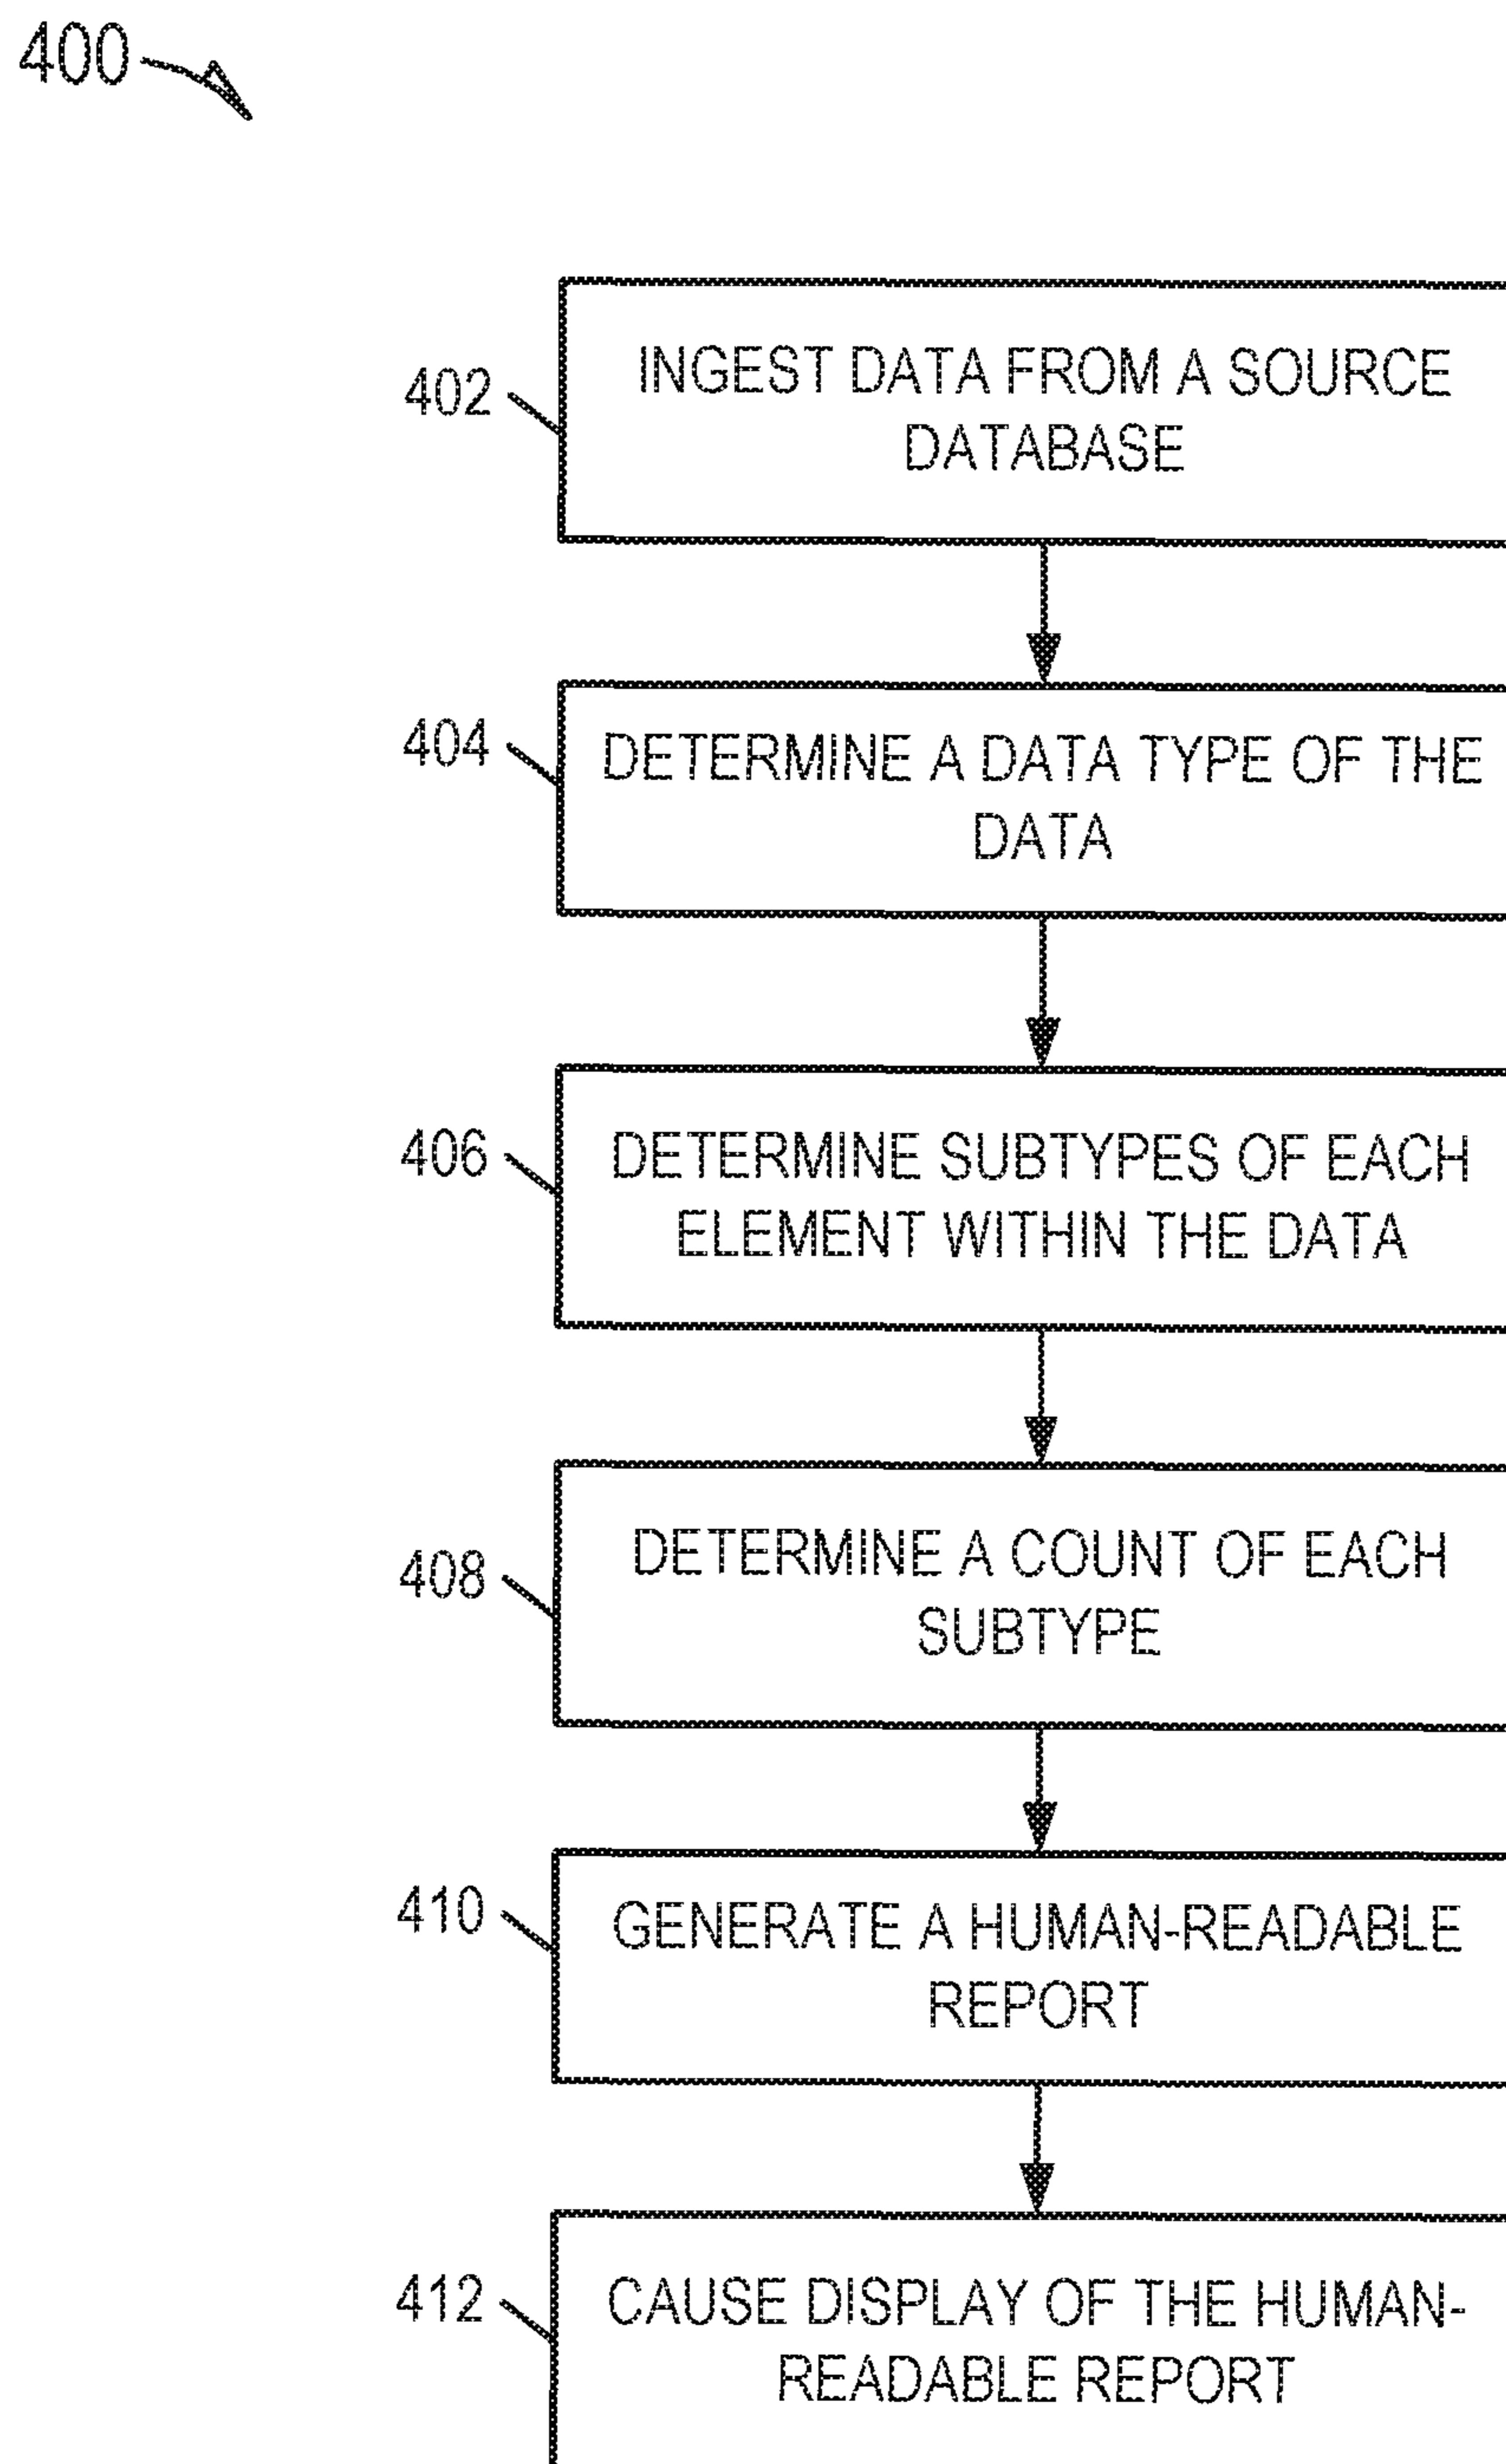 400
402
INGEST DATA FROM A SOURCE
DATABASE
404
DETERMINE A DATA TYPE OF THE
DATA
406
DETERMINE SUBTYPES OF EACH
ELEMENT WITHIN THE DATA
408
DETERMINE A COUNT OF EACH
SUBTYPE
410
GENERATE A HUMAN-READABLE
REPORT
412
CAUSE DISPLAY OF THE HUMAN-
READABLE REPORT